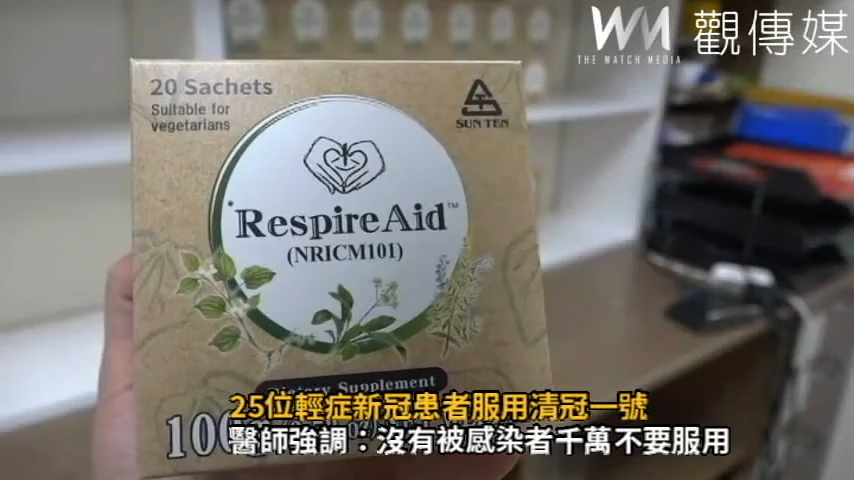 WM 觀傳媒
THE WATCH MEDIA
20 Sachets
Suitable for
vegetarians
SUN TEN
RespireAid™
(NRICM101)
Dietary Supplement
100
25位輕症新冠患者服用清冠一號
醫師強調：沒有被感染者千萬不要服用